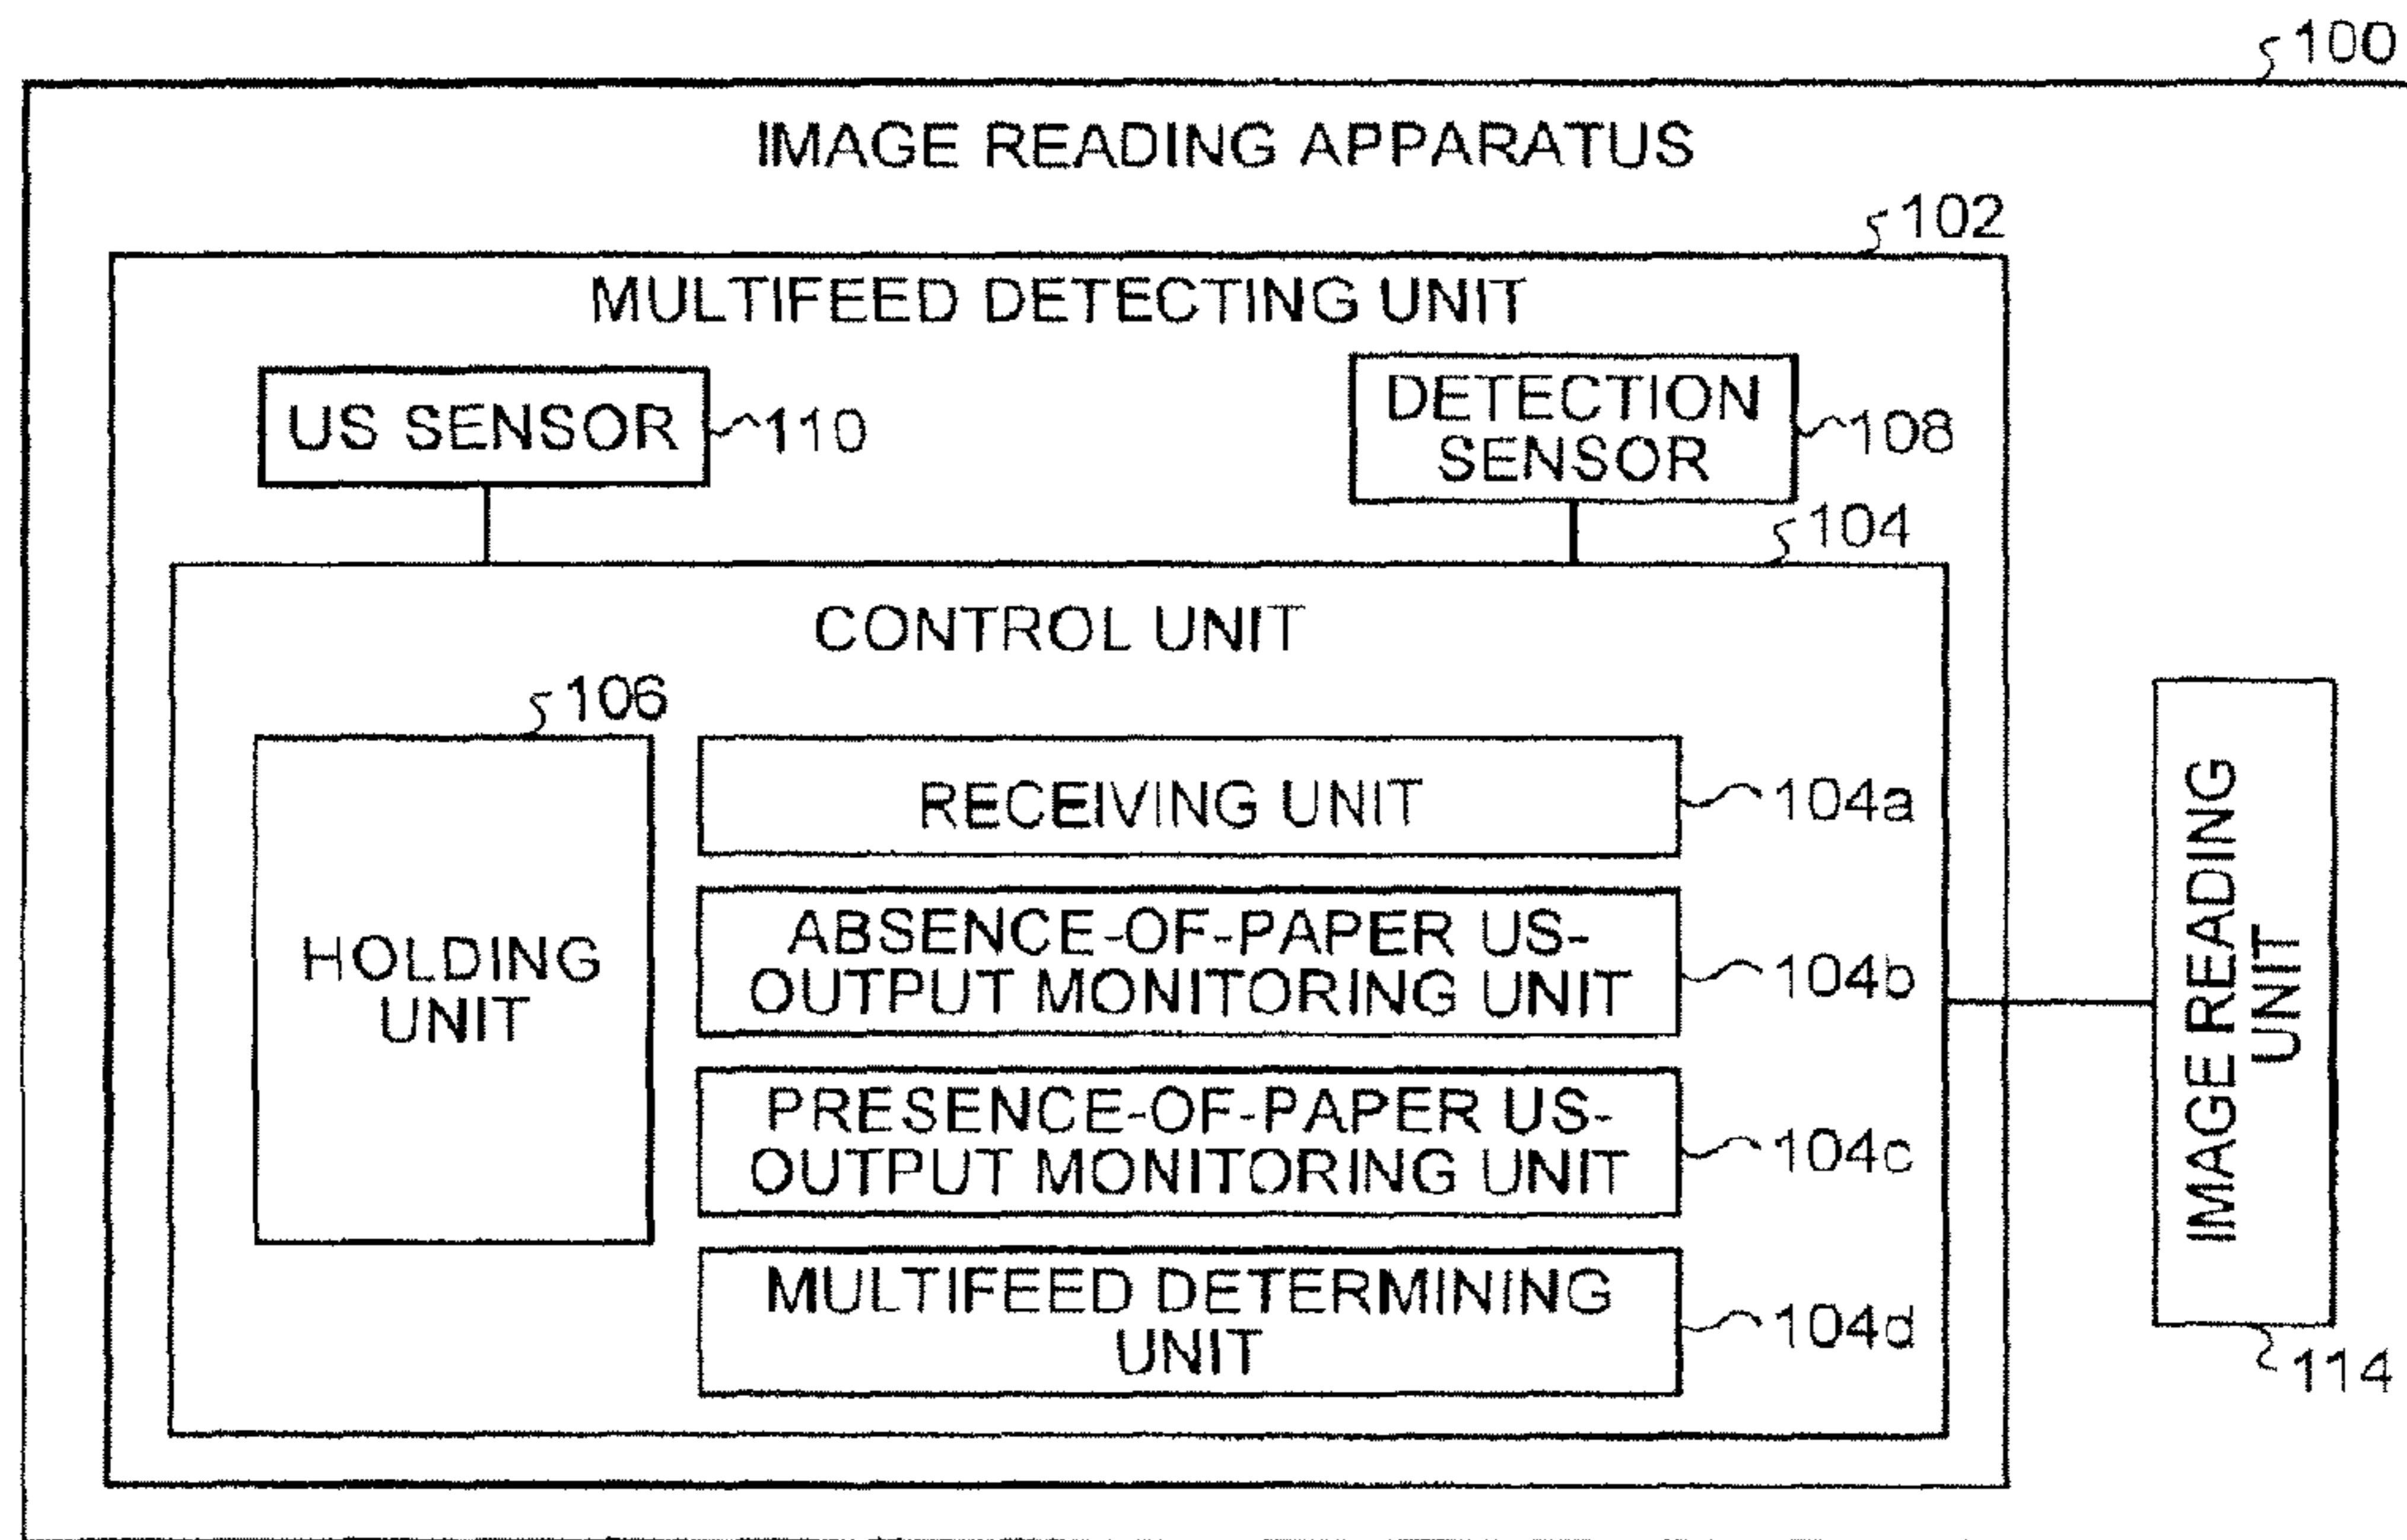 100
IMAGE READING APPARATUS
102
MULTIFEED DETECTING UNIT
US SENSOR
110
DETECTION
SENSOR
108
104
CONTROL UNIT
106
HOLDING
UNIT
RECEIVING UNIT
104a
ABSENCE-OF-PAPER US-
OUTPUT MONITORING UNIT
104b
PRESENCE-OF-PAPER US-
OUTPUT MONITORING UNIT
104c
MULTIFEED DETERMINING
UNIT
104d
IMAGE READING
UNIT
114